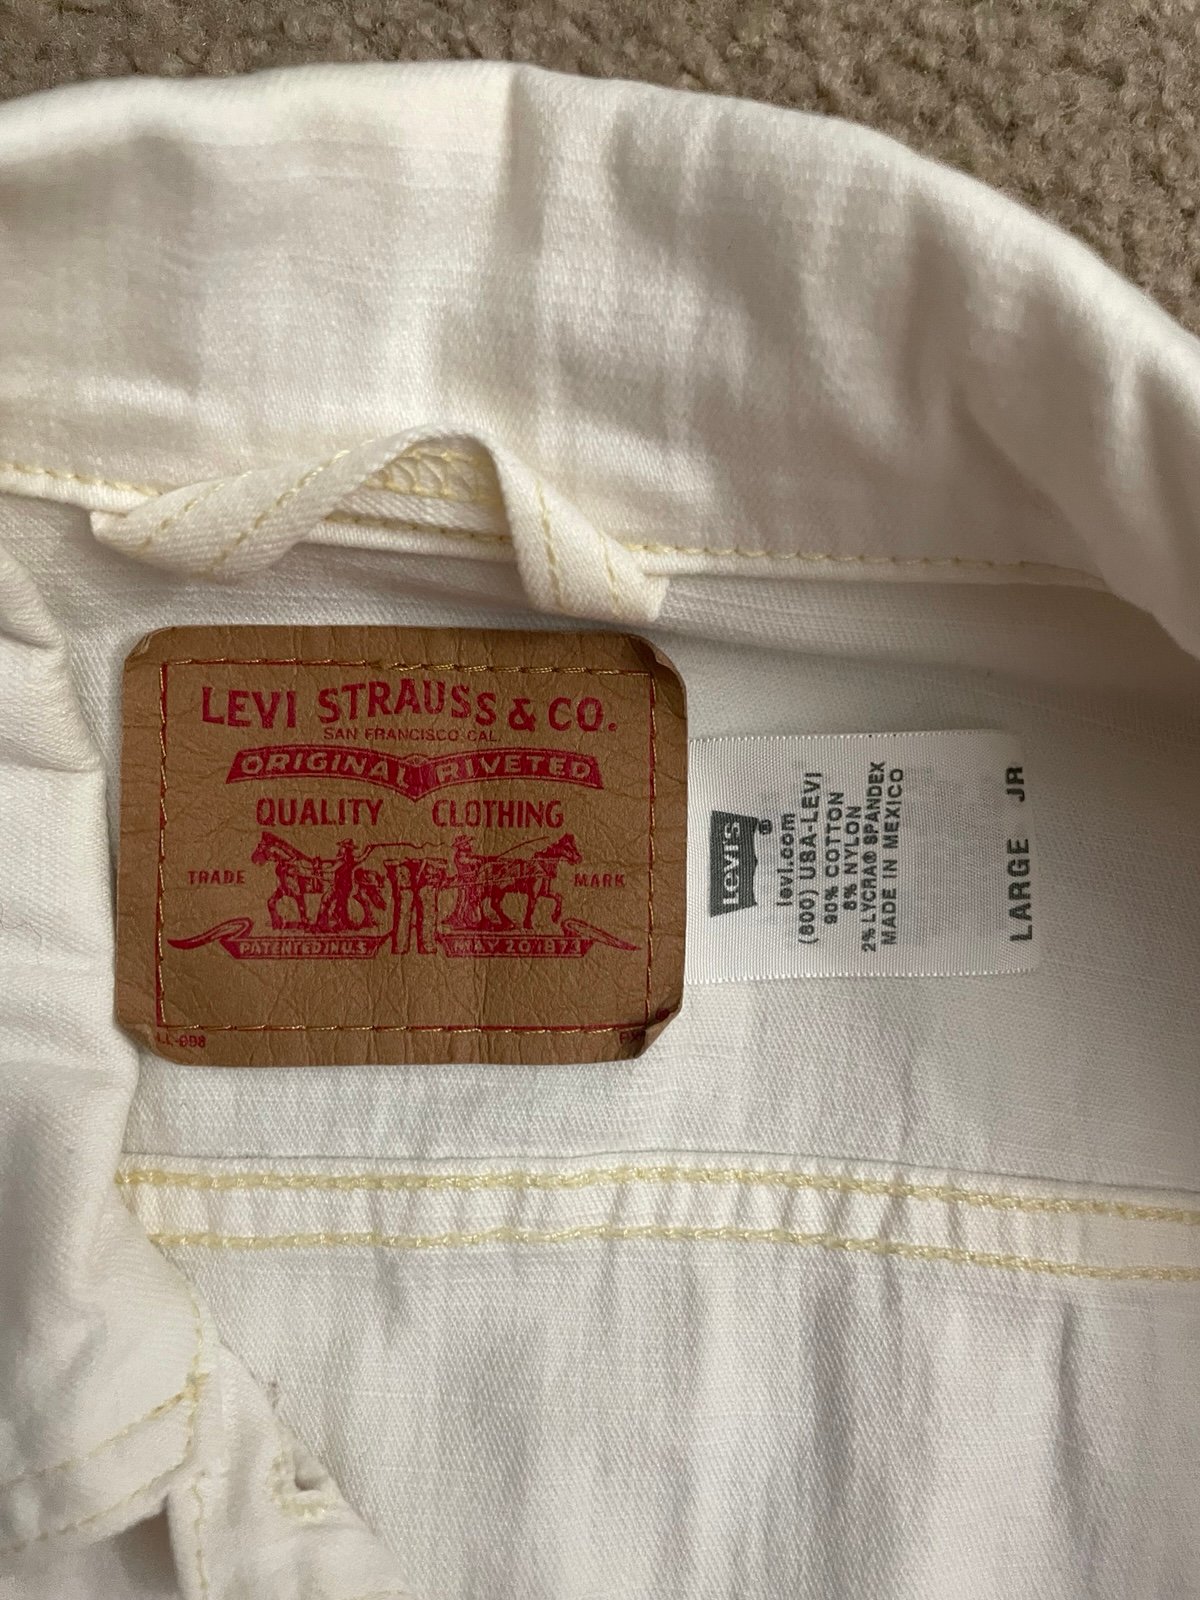 LEVI STRAUSS & CO.
SAN FRANCISCO CAL.
ORIGINAL RIVETED
QUALITY CLOTHING
TRADE MARK
PATENTED IN U.S. MAY 20 1873
Levi's®
levi.com
(800) USA-LEVI
90% COTTON
8% NYLON
2% LYCRA® SPANDEX
MADE IN MEXICO
LARGE JR